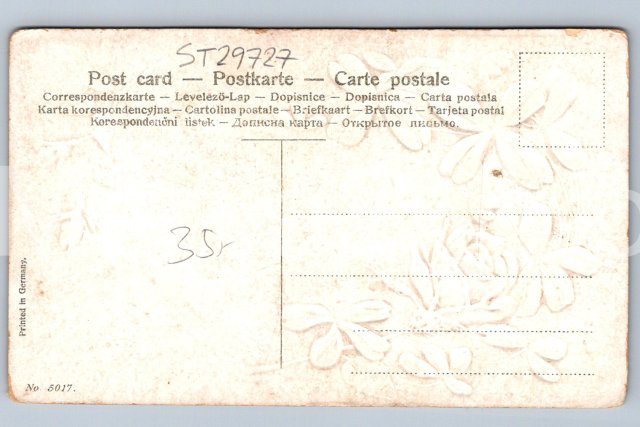 ST29727
Post card — Postkarte — Carte postale
Correspondenzkarte — Levelező-Lap — Dopisnice — Dopisnica — Carta postala
Karta korespondencyjna — Cartolina postale — Briefkaart — Brefkort — Tarjeta postal
Korespondenční lístek — Дописна карта — Открытое письмо.
35r
Printed in Germany.
No. 5017.